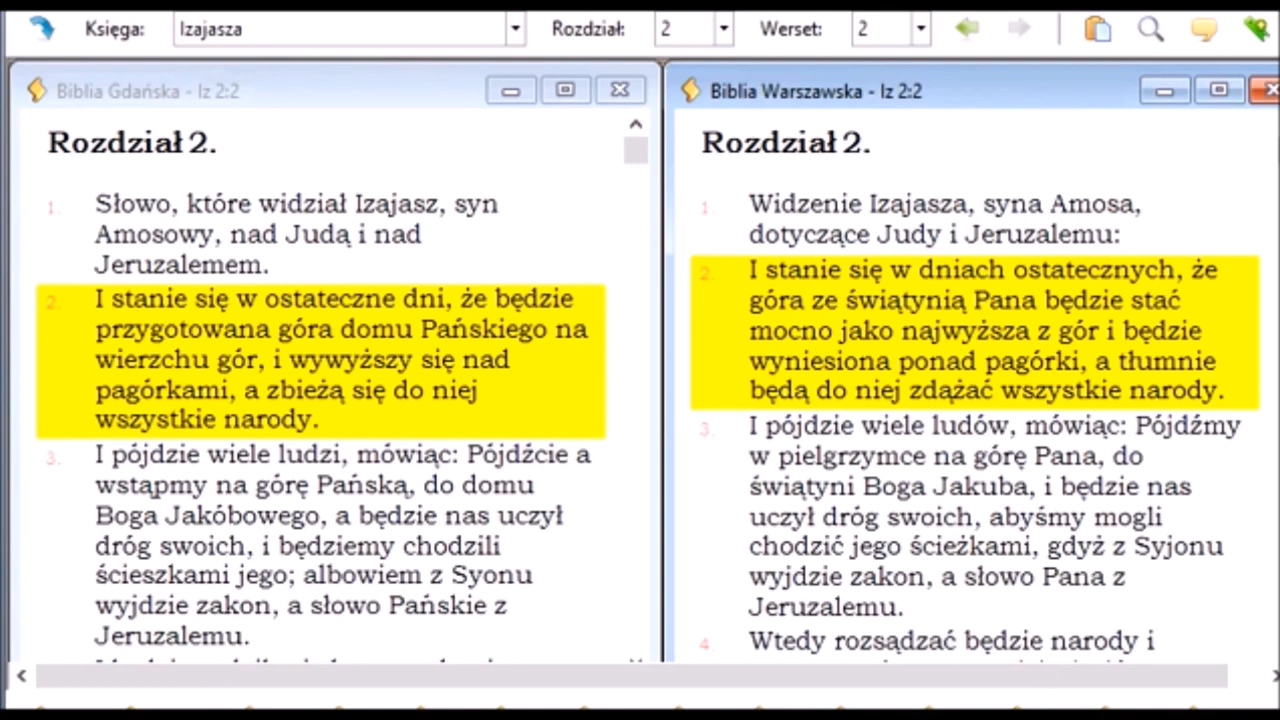 Księga: Izajasza Rozdział: 2 Werset: 2
Biblia Gdańska - Iz 2:2
Rozdział 2.
1. Słowo, które widział Izajasz, syn
Amosowy, nad Judą i nad
Jeruzalemem.
2. I stanie się w ostateczne dni, że będzie
przygotowana góra domu Pańskiego na
wierzchu gór, i wywyższy się nad
pagórkami, a zbieżą się do niej
wszystkie narody.
3. I pójdzie wiele ludzi, mówiąc: Pójdźcie a
wstąpmy na górę Pańską, do domu
Boga Jakóbowego, a będzie nas uczył
dróg swoich, i będziemy chodzili
ścieszkami jego; albowiem z Syonu
wyjdzie zakon, a słowo Pańskie z
Jeruzalemu.
Biblia Warszawska - Iz 2:2
Rozdział 2.
1. Widzenie Izajasza, syna Amosa,
dotyczące Judy i Jeruzalemu:
2. I stanie się w dniach ostatecznych, że
góra ze świątynią Pana będzie stać
mocno jako najwyższa z gór i będzie
wyniesiona ponad pagórki, a tłumnie
będą do niej zdążać wszystkie narody.
3. I pójdzie wiele ludów, mówiąc: Pójdźmy
w pielgrzymce na górę Pana, do
świątyni Boga Jakuba, i będzie nas
uczył dróg swoich, abyśmy mogli
chodzić jego ścieżkami, gdyż z Syjonu
wyjdzie zakon, a słowo Pana z
Jeruzalemu.
4. Wtedy rozsądzać będzie narody i